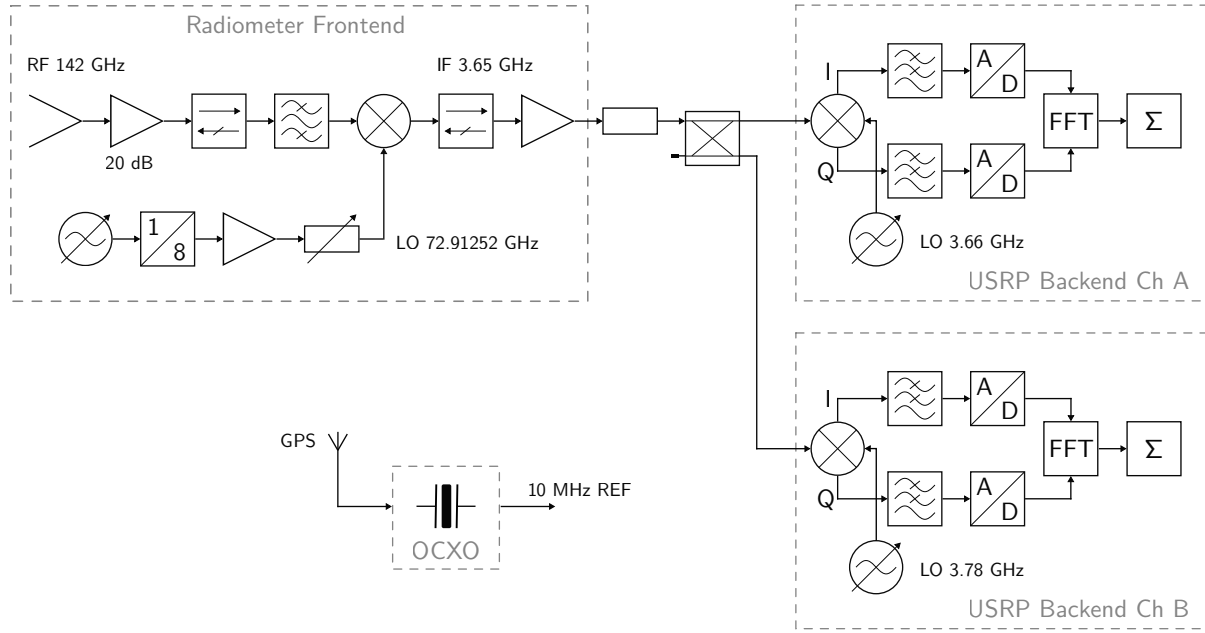 Radiometer Frontend
RF 142 GHz
IF 3.65 GHz
20 dB
1
8
LO 72.91252 GHz
I
A
D
FFT
Σ
Q
A
D
LO 3.66 GHz
USRP Backend Ch A
I
A
D
FFT
Σ
Q
A
D
LO 3.78 GHz
USRP Backend Ch B
GPS
10 MHz REF
OCXO